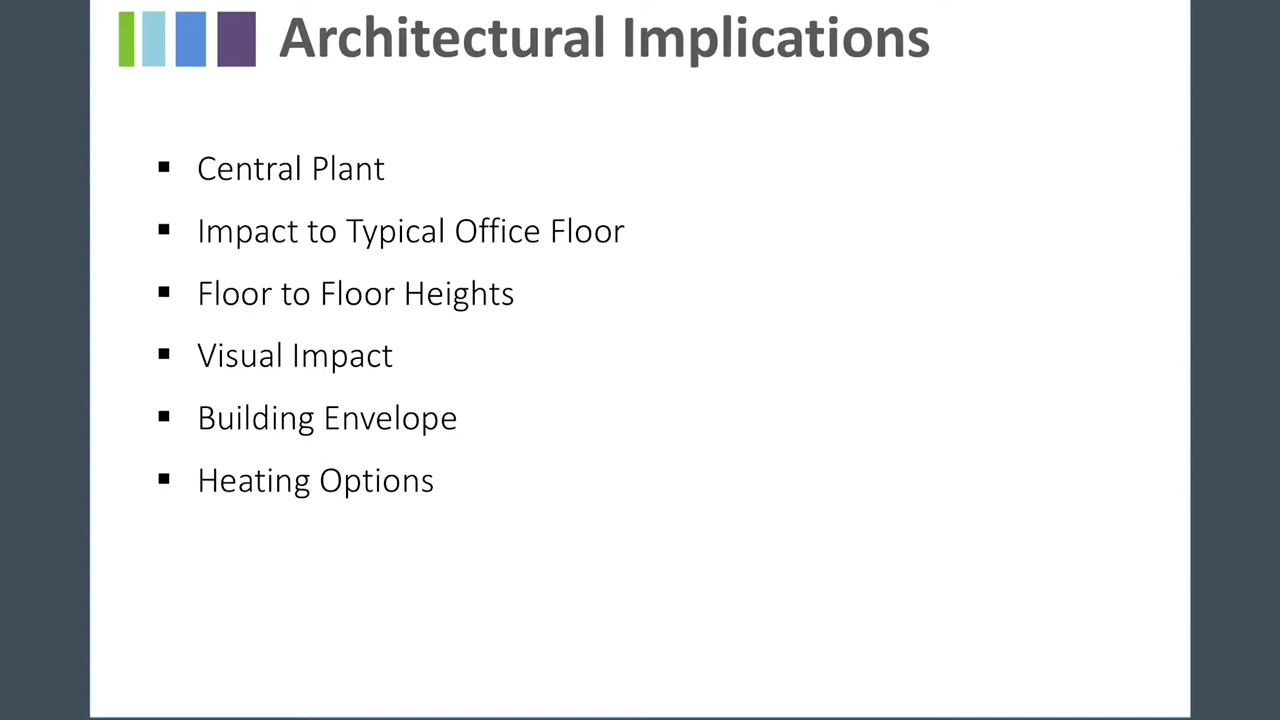 Architectural Implications
▪ Central Plant
▪ Impact to Typical Office Floor
▪ Floor to Floor Heights
▪ Visual Impact
▪ Building Envelope
▪ Heating Options